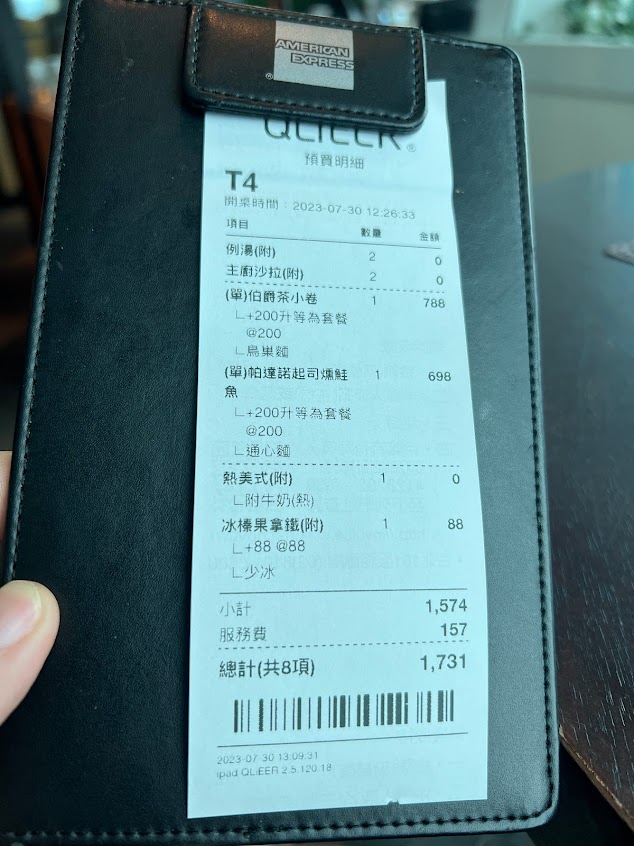 AMERICAN
EXPRESS
®
QLiEER®
預買明細
T4
開桌時間：2023-07-30 12:26:33
項目 數量 金額
例湯(附) 2 0
主廚沙拉(附) 2 0
(單)伯爵茶小卷 1 788
∟+200升等為套餐
@200
∟鳥巢麵
(單)帕達諾起司燻鮭 1 698
魚
∟+200升等為套餐
@200
∟通心麵
熱美式(附) 1 0
∟附牛奶(熱)
冰榛果拿鐵(附) 1 88
∟+88 @88
∟少冰
小計 1,574
服務費 157
總計(共8項) 1,731
2023-07-30 13:09:31
ipad QLiEER 2.5.120.18